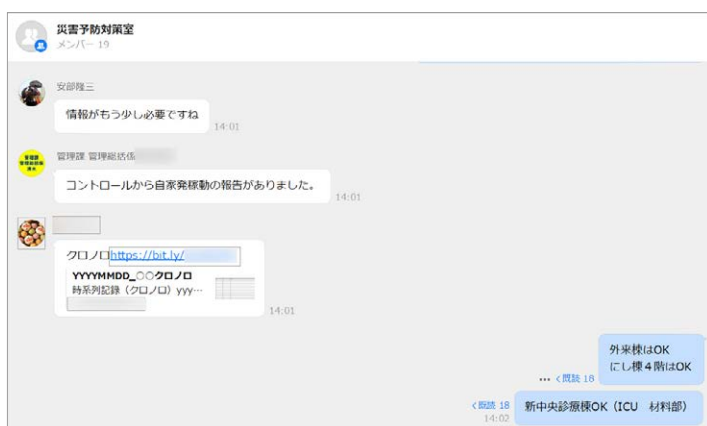 災害予防対策室
メンバー 19
安部隆三
情報がもう少し必要ですね
14:01
管理課 管理総括係
コントロールから自家発稼動の報告がありました。
14:01
クロノロhttps://bit.ly/
YYYYMMDD_○○クロノロ
時系列記録（クロノロ）yyy…
14:01
外来棟はOK
にし棟4階はOK
… <既読 18
新中央診療棟OK（ICU 材料部）
<既読 18
14:02